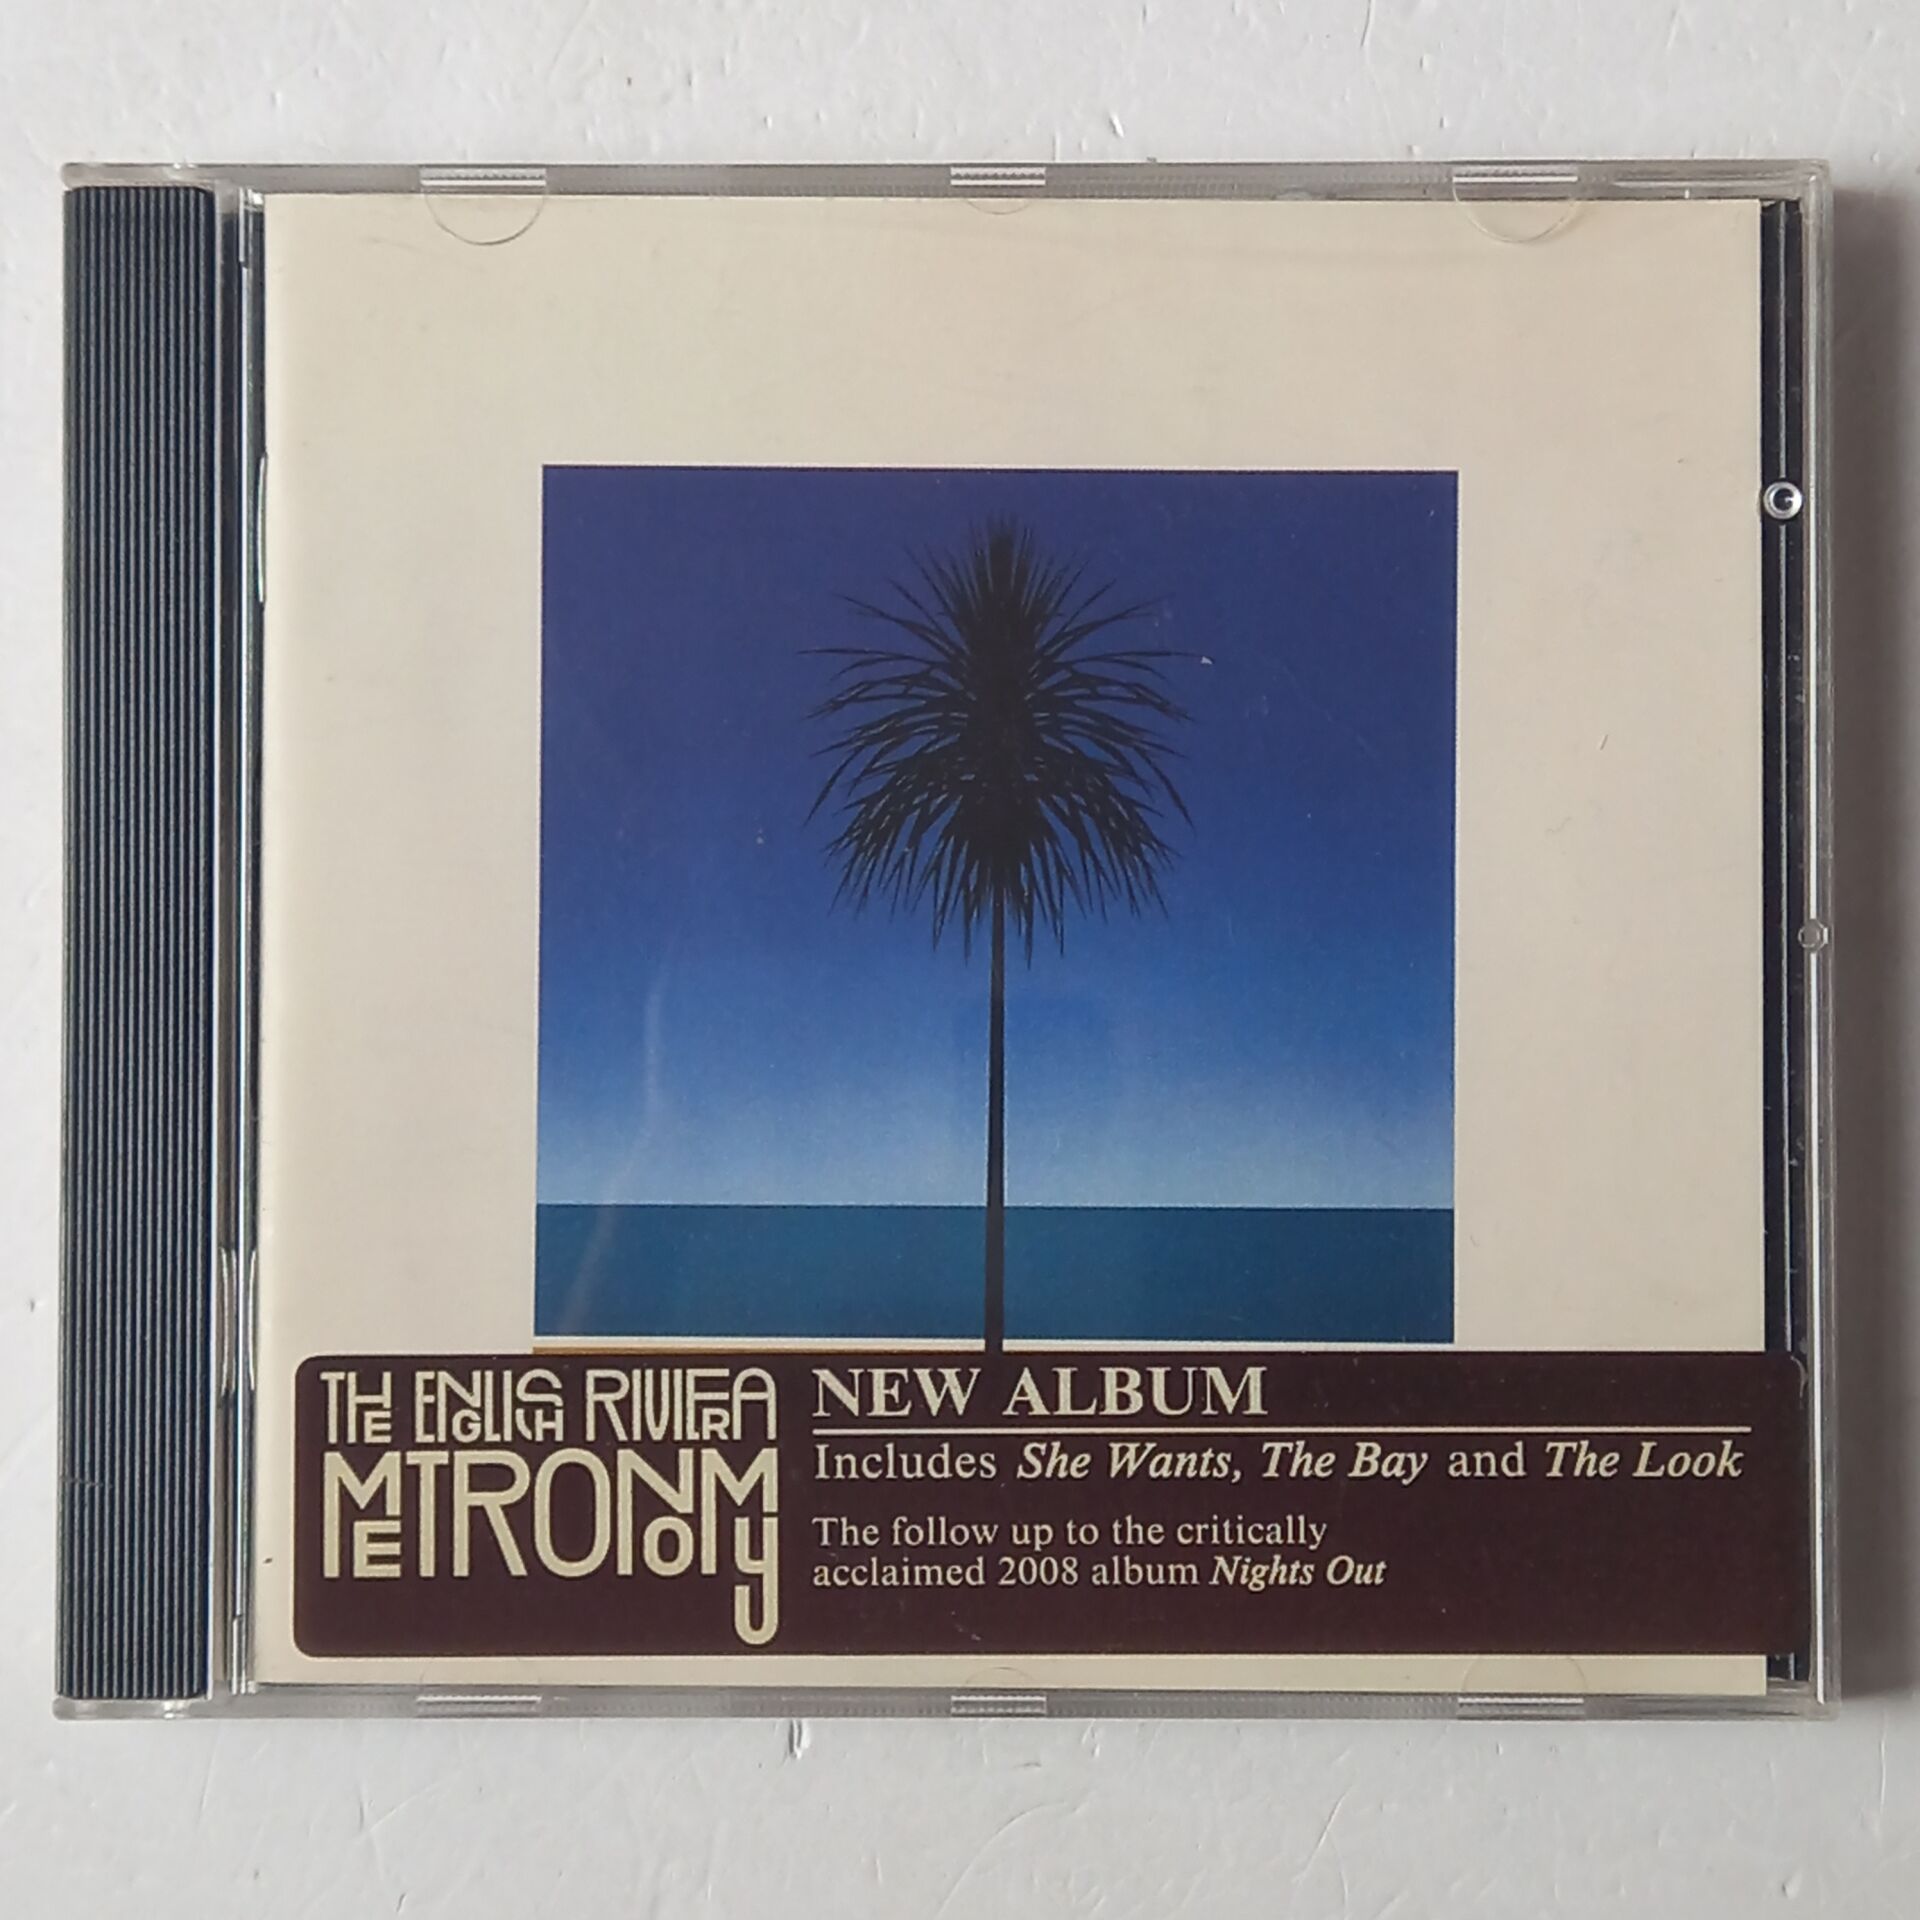 THE ENGLISH RIVIERA
METRONOMY
NEW ALBUM
Includes She Wants, The Bay and The Look
The follow up to the critically
acclaimed 2008 album Nights Out